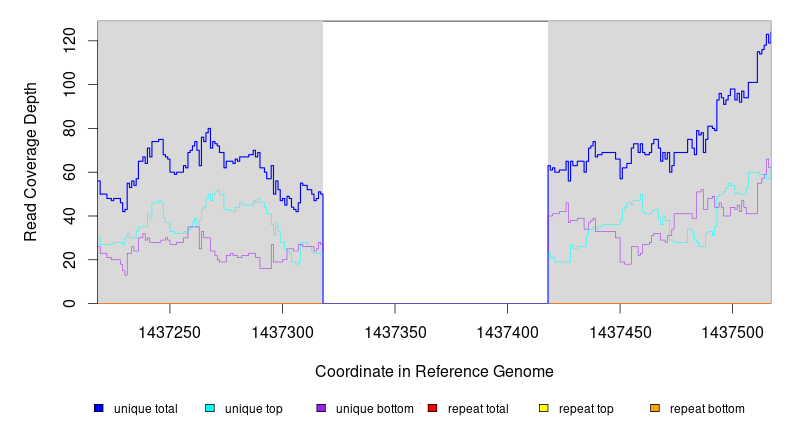 120
100
80
60
40
20
0
Read Coverage Depth
1437250 1437300 1437350 1437400 1437450 1437500
Coordinate in Reference Genome
unique total unique top unique bottom repeat total repeat top repeat bottom